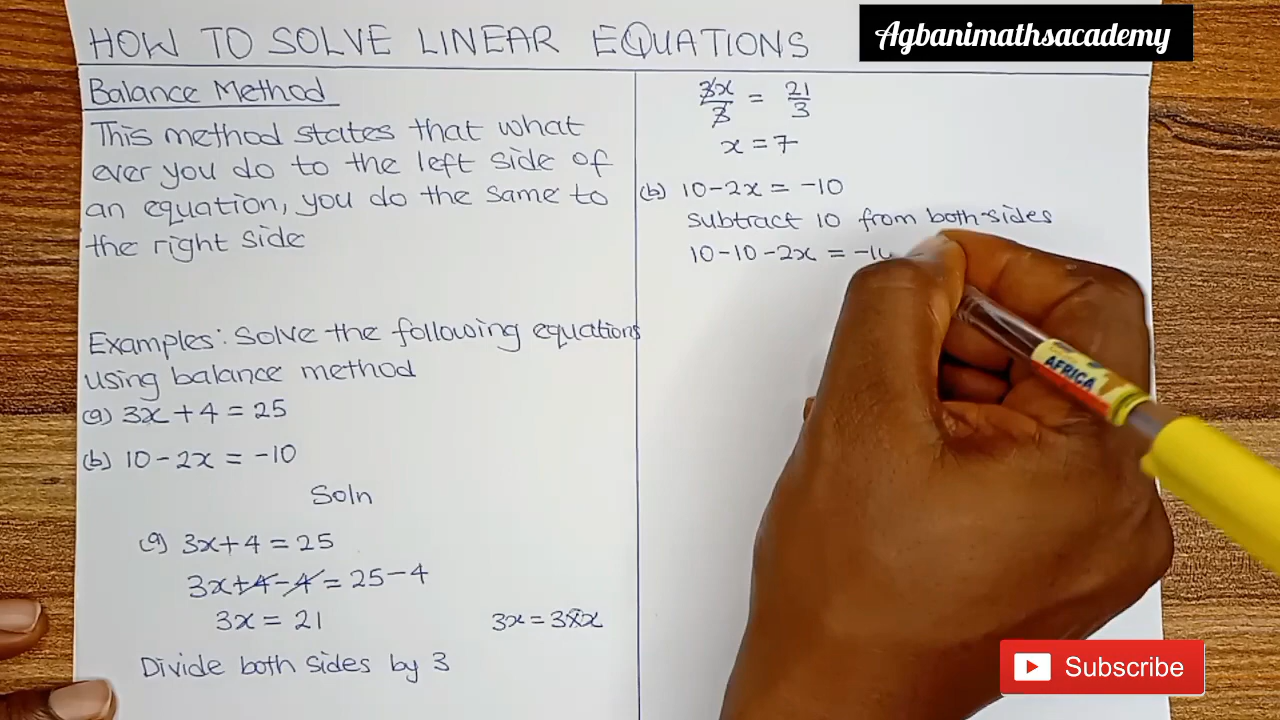 HOW TO SOLVE LINEAR EQUATIONS
Agbanimathsacademy
Balance Method
This method states that what
ever you do to the left side of
an equation, you do the same to
the right side
Examples: Solve the following equations
using balance method
(a) 3x + 4 = 25
(b) 10 - 2x = -10
Soln
(a) 3x + 4 = 25
3x + 4 - 4 = 25 - 4
3x = 21
3x = 3 × x
Divide both sides by 3
3x/3 = 21/3
x = 7
(b) 10 - 2x = -10
Subtract 10 from both sides
10 - 10 - 2x =
AFRICA
Subscribe